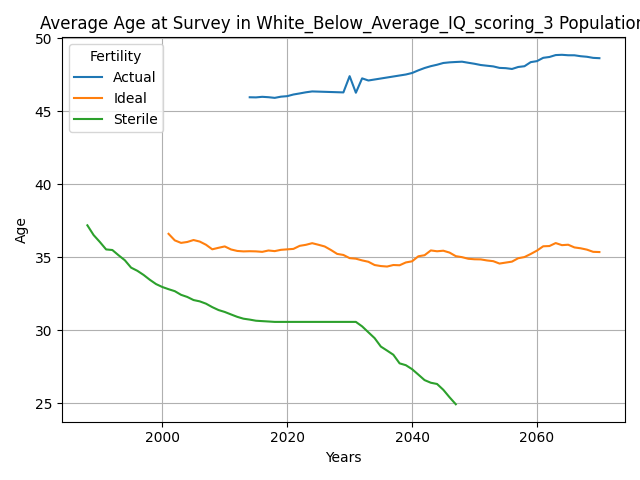 Average Age at Survey in White_Below_Average_IQ_scoring_3 Population
50
45
40
35
30
25
Age
Fertility
Actual
Ideal
Sterile
2000
2020
2040
2060
Years